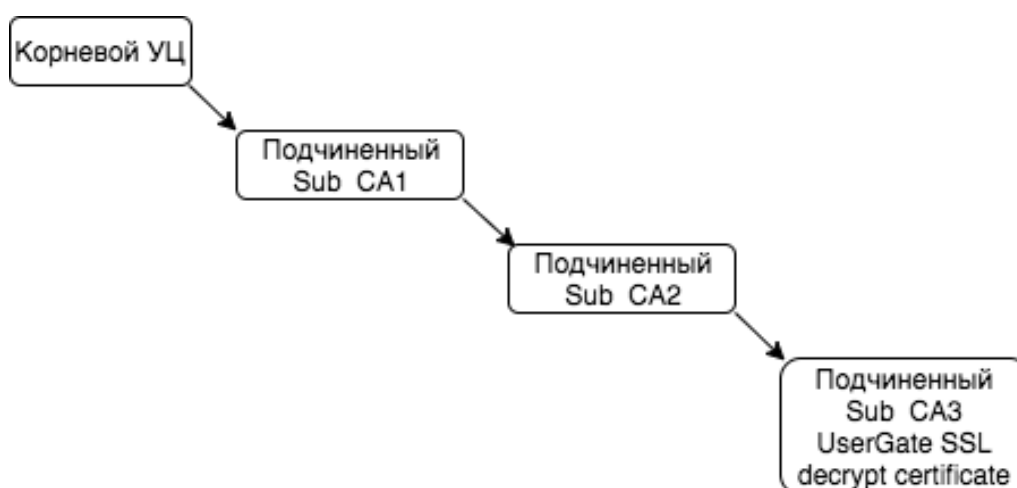 Корневой УЦ
Подчиненный
Sub CA1
Подчиненный
Sub CA2
Подчиненный
Sub CA3
UserGate SSL
decrypt certificate